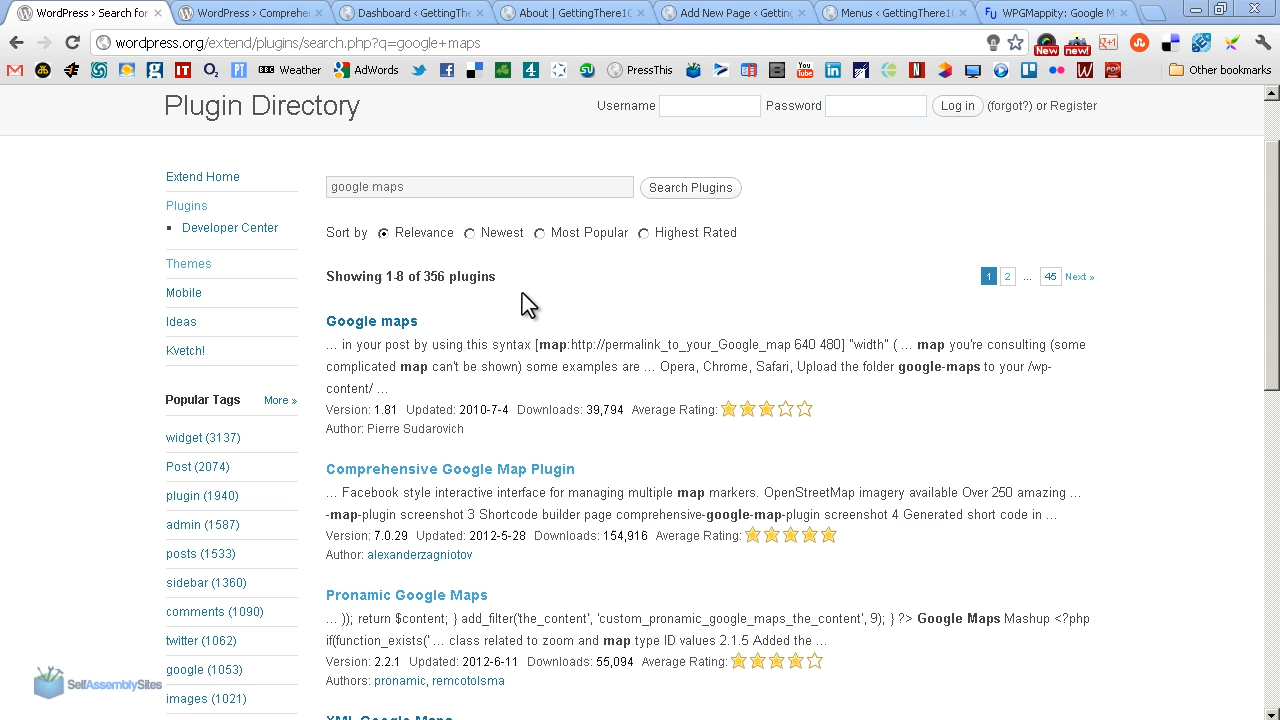 WordPress › Search for
WordPress › Comprehe
Dashboard ‹ GettingThe
About | GettingThere10
Add New Page ‹ Getting
Menus ‹ GettingThere10
WPGMappity: Google M
wordpress.org/extend/plugins/search.php?q=google+maps
New
new!
Weather
AdWords
PressThis
Other bookmarks
Plugin Directory
Username
Password
Log in
(forgot?) or Register
Extend Home
Plugins
Developer Center
Themes
Mobile
Ideas
Kvetch!
Popular Tags
More »
widget (3137)
Post (2074)
plugin (1940)
admin (1587)
posts (1533)
sidebar (1360)
comments (1090)
twitter (1062)
google (1053)
images (1021)
google maps
Search Plugins
Sort by Relevance Newest Most Popular Highest Rated
Showing 1-8 of 356 plugins
1 2 ... 45 Next »
Google maps
... in your post by using this syntax [map:http://permalink_to_your_Google_map 640 480] "width" ( ... map you're consulting (some
complicated map can't be shown) some examples are ... Opera, Chrome, Safari, Upload the folder google-maps to your /wp-
content/ ...
Version: 1.81 Updated: 2010-7-4 Downloads: 39,794 Average Rating:
Author: Pierre Sudarovich
Comprehensive Google Map Plugin
... Facebook style interactive interface for managing multiple map markers. OpenStreetMap imagery available Over 250 amazing ...
-map-plugin screenshot 3 Shortcode builder page comprehensive-google-map-plugin screenshot 4 Generated short code in ...
Version: 7.0.29 Updated: 2012-5-28 Downloads: 154,916 Average Rating:
Author: alexanderzagniotov
Pronamic Google Maps
... )); return $content; } add_filter('the_content', 'custom_pronamic_google_maps_the_content', 9); } ?> Google Maps Mashup <?php
if(function_exists(' ... class related to zoom and map type ID values 2.1.5 Added the ...
Version: 2.2.1 Updated: 2012-6-11 Downloads: 55,094 Average Rating:
Authors: pronamic, remcotolsma
XML Google Maps
SelfAssemblySites